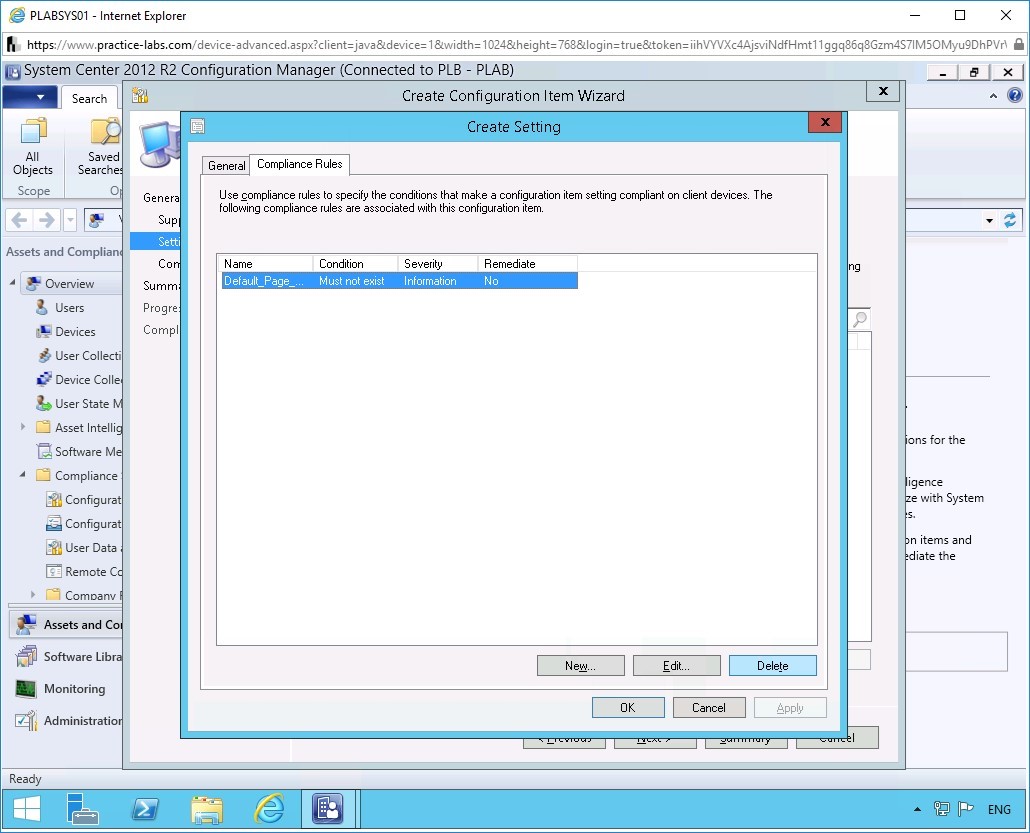 PLABSYS01 - Internet Explorer
https://www.practice-labs.com/device-advanced.aspx?client=java&device=1&width=1024&height=768&login=true&token=
System Center 2012 R2 Configuration Manager (Connected to PLB - PLAB)
Search
All Objects
Saved Searches
Scope
Op
V
Assets and Complianc
Overview
Users
Devices
User Collecti
Device Colle
User State M
Asset Intellig
Software Me
Compliance
Configurat
Configurat
User Data a
Remote Co
Company
Assets and Co
Software Libra
Monitoring
Administration
Ready
Create Configuration Item Wizard
X
Genera
Supp
Setti
Com
Summa
Progres
Compl
Create Setting
X
General
Compliance Rules
Use compliance rules to specify the conditions that make a configuration item setting compliant on client devices. The
following compliance rules are associated with this configuration item.
Name Condition Severity Remediate
Default_Page_... Must not exist Information No
New... Edit... Delete
OK Cancel Apply
< Previous Next > Summary Cancel
ng
ions for the
ligence
ze with System
es.
on items and
ediate the
ENG